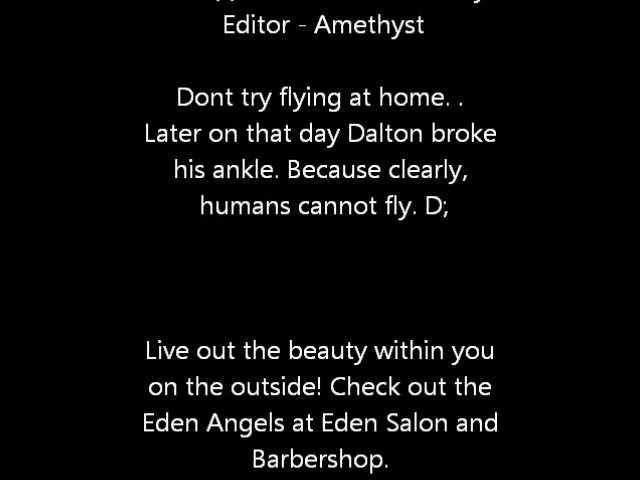 Editor - Amethyst
Dont try flying at home. .
Later on that day Dalton broke
his ankle. Because clearly,
humans cannot fly. D;
Live out the beauty within you
on the outside! Check out the
Eden Angels at Eden Salon and
Barbershop.